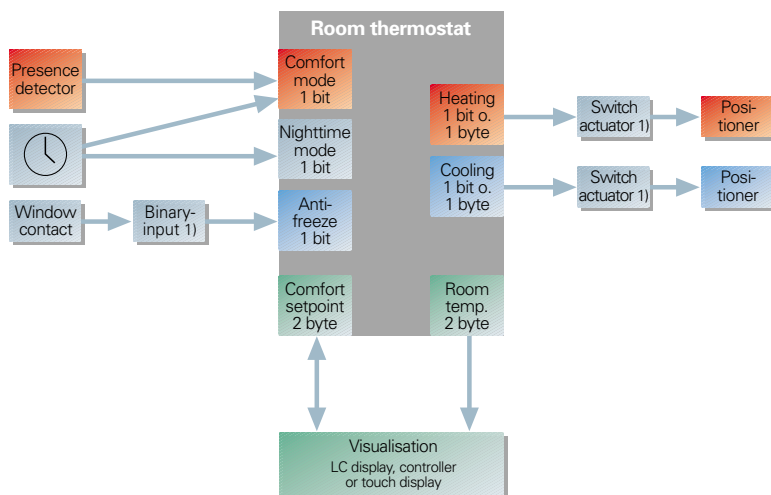 Room thermostat
Presence
detector
Comfort
mode
1 bit
Nighttime
mode
1 bit
Window
contact
Binary-
input 1)
Anti-
freeze
1 bit
Heating
1 bit o.
1 byte
Switch
actuator 1)
Posi-
tioner
Cooling
1 bit o.
1 byte
Switch
actuator 1)
Posi-
tioner
Comfort
setpoint
2 byte
Room
temp.
2 byte
Visualisation
LC display, controller
or touch display